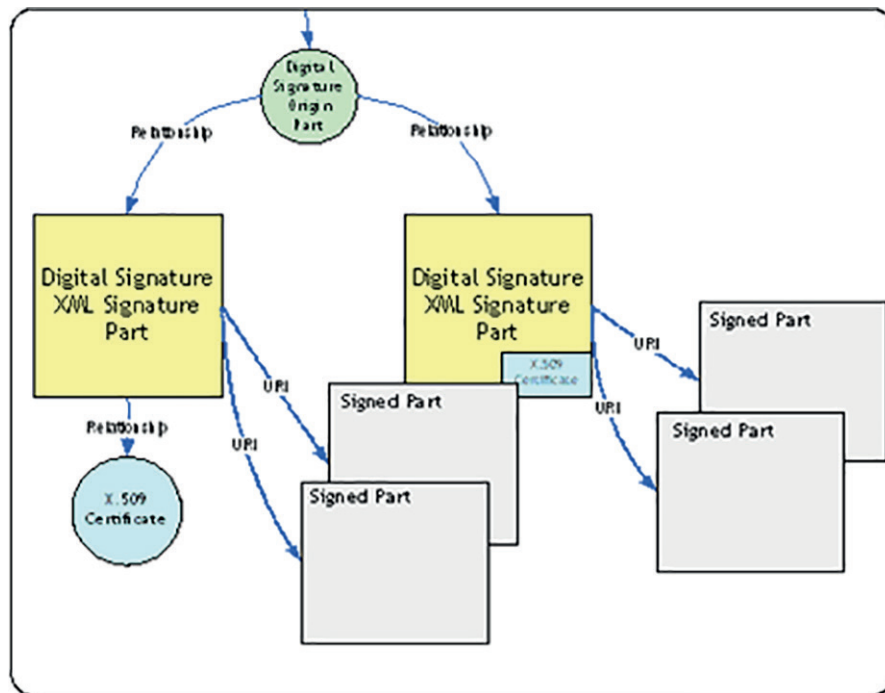 Digital
Signature
Origin
Part
Relationship
Relationship
Digital Signature
XML Signature
Part
Digital Signature
XML Signature
Part
X.509
Certificate
Signed Part
URI
URI
Signed Part
URI
URI
Signed Part
Signed Part
Relationship
X.509
Certificate